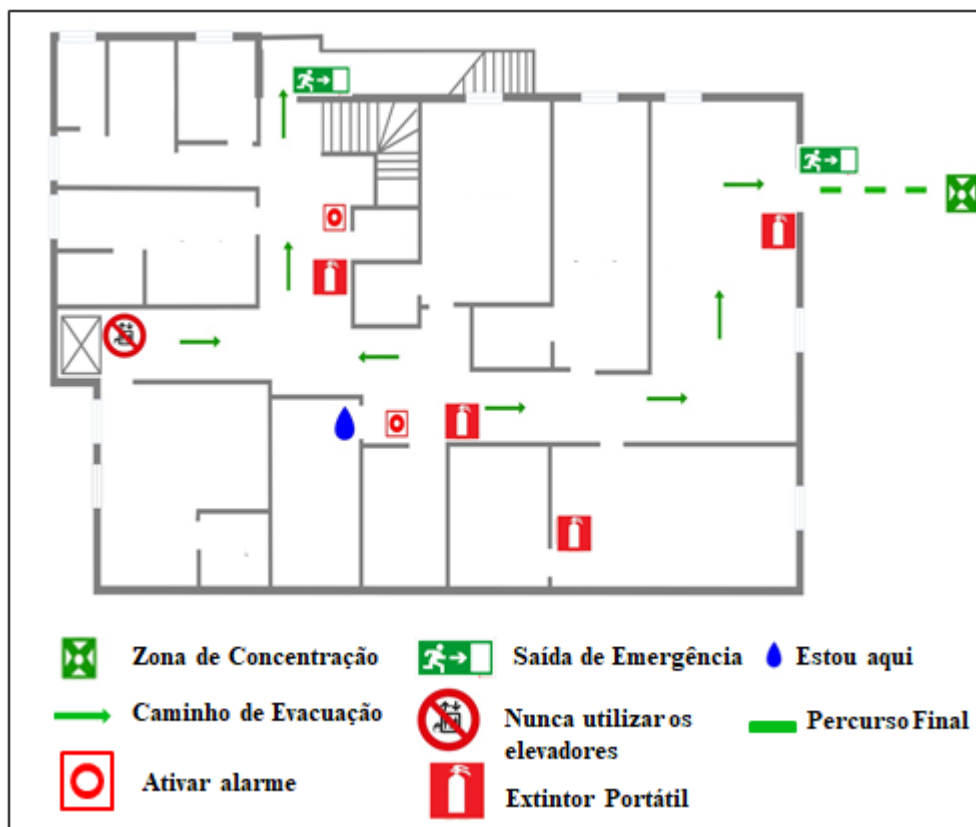 Zona de Concentração
Saída de Emergência
Estou aqui
Caminho de Evacuação
Nunca utilizar os
elevadores
Percurso Final
Ativar alarme
Extintor Portátil